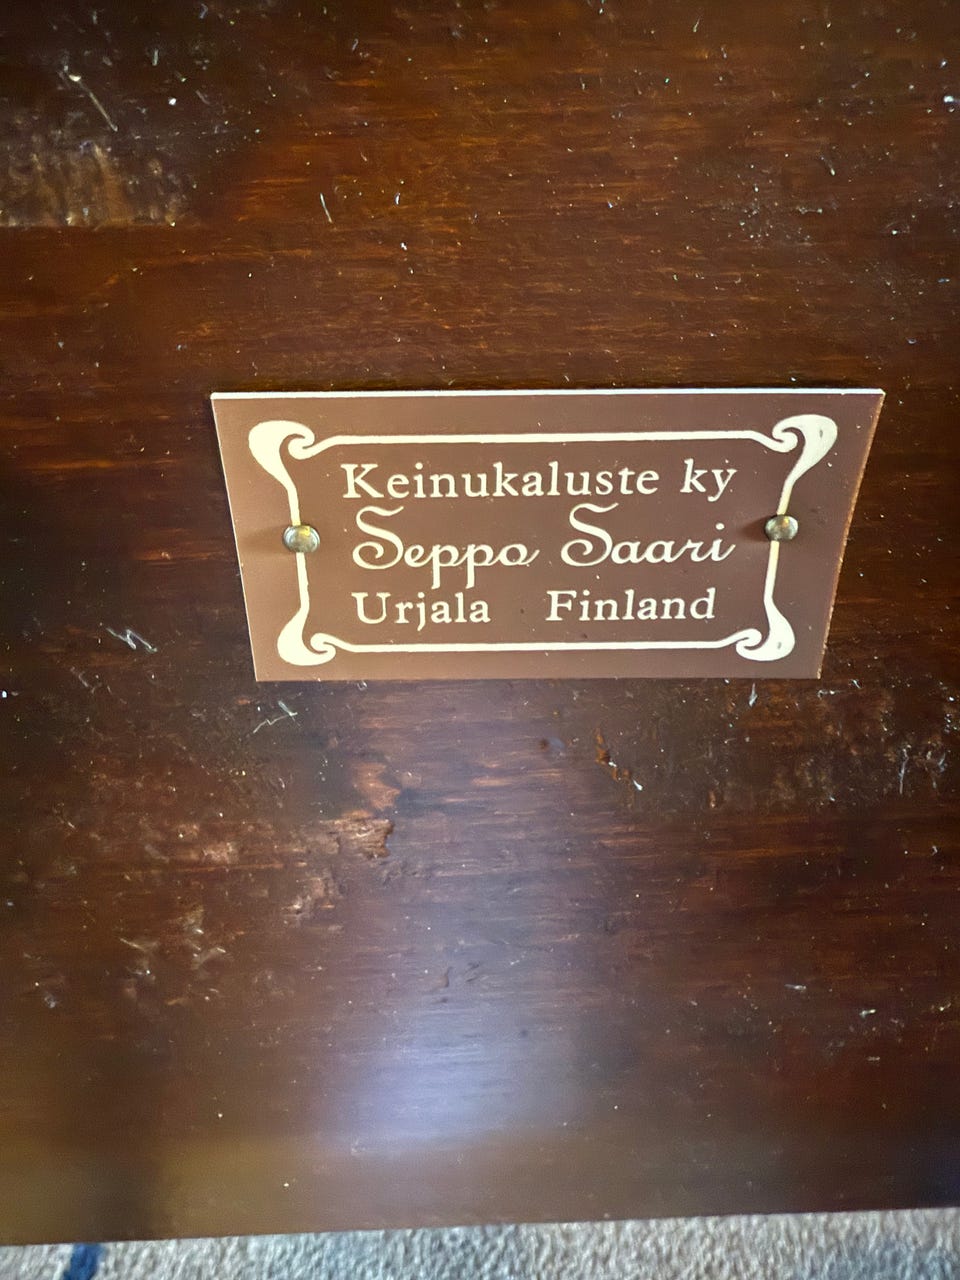 Keinukaluste ky
Seppo Saari
Urjala Finland